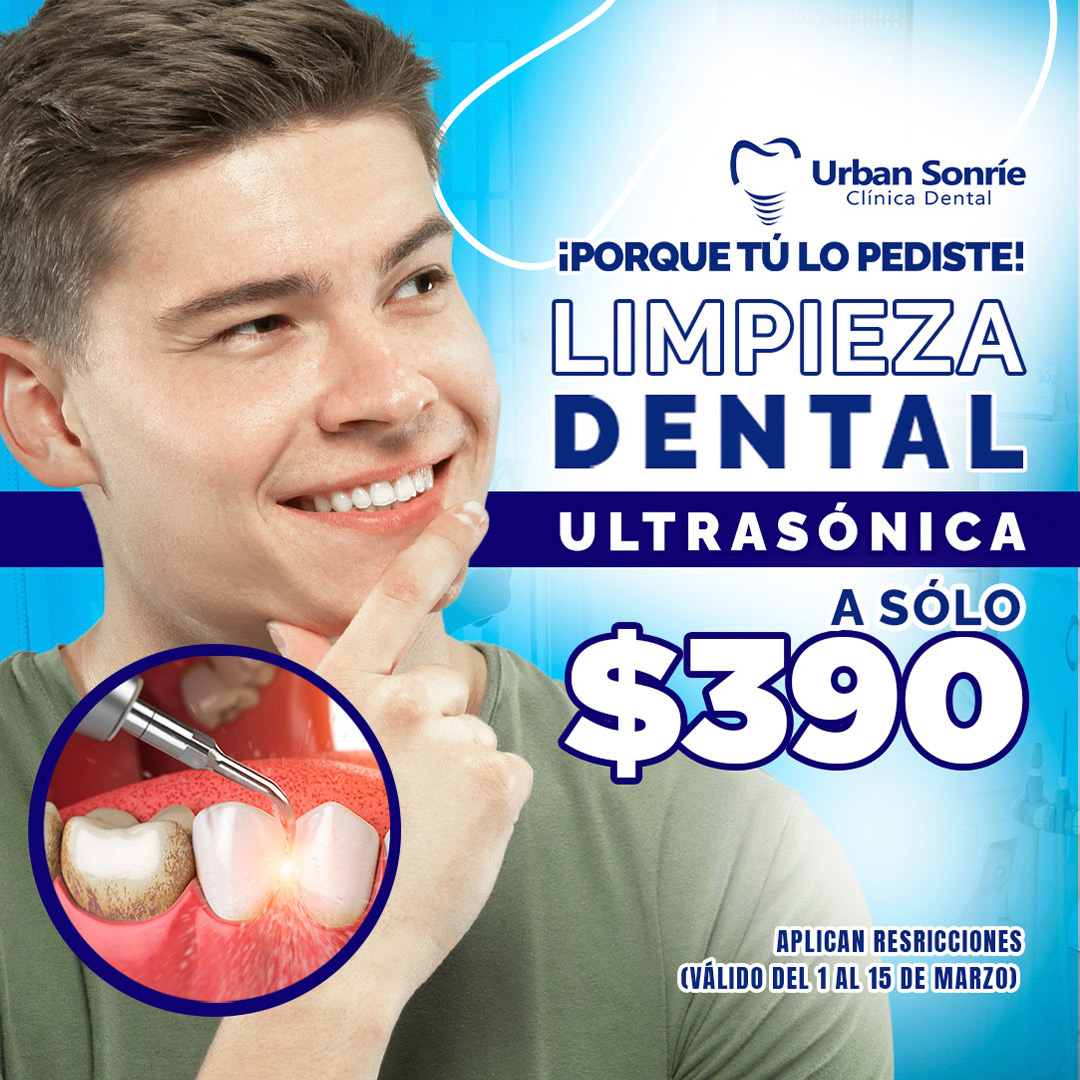 Urban Sonríe
Clínica Dental
¡PORQUE TÚ LO PEDISTE!
LIMPIEZA
DENTAL
ULTRASÓNICA
A SÓLO
$390
APLICAN RESRICCIONES
(VÁLIDO DEL 1 AL 15 DE MARZO)